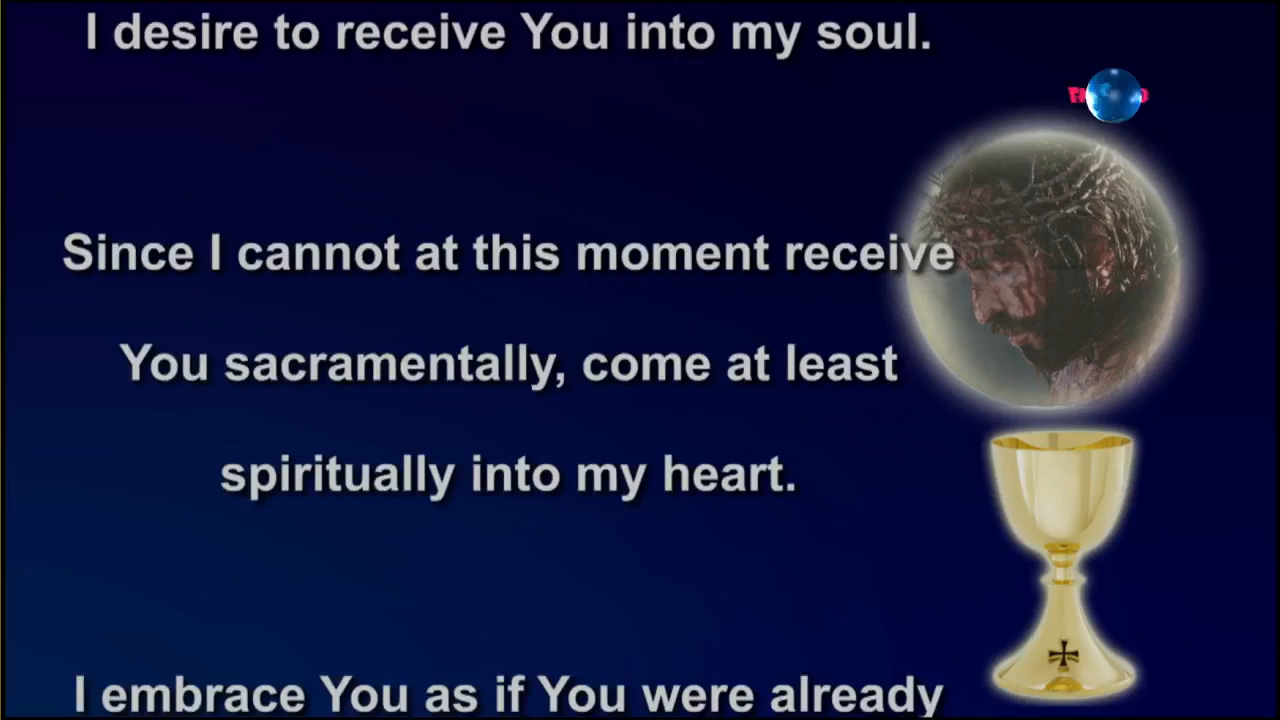 I desire to receive You into my soul.
Since I cannot at this moment receive
You sacramentally, come at least
spiritually into my heart.
I embrace You as if You were already